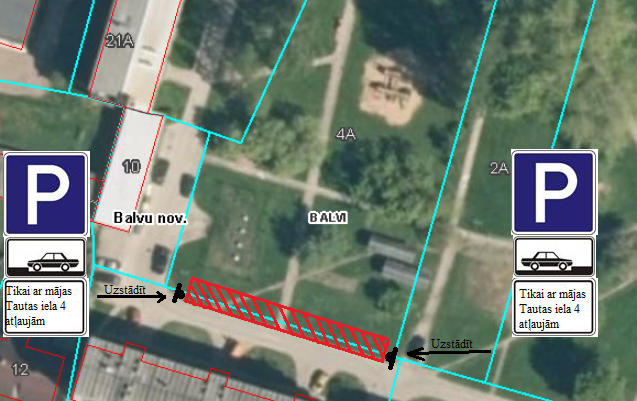 21A
4A
10
2A
P
P
Balvu nov.
BALVI
Tikai ar mājas
Tautas iela 4
atļaujām
Uzstādīt
Tikai ar mājas
Tautas iela 4
atļaujām
Uzstādīt
12